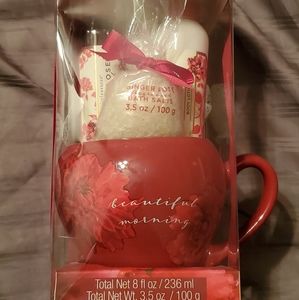 GINGER ROSE
BATH SALTS
3.5 oz / 100 g
beautiful
morning
Total Net 8 fl oz / 236 ml
Total Net Wt. 3.5 oz / 100 g